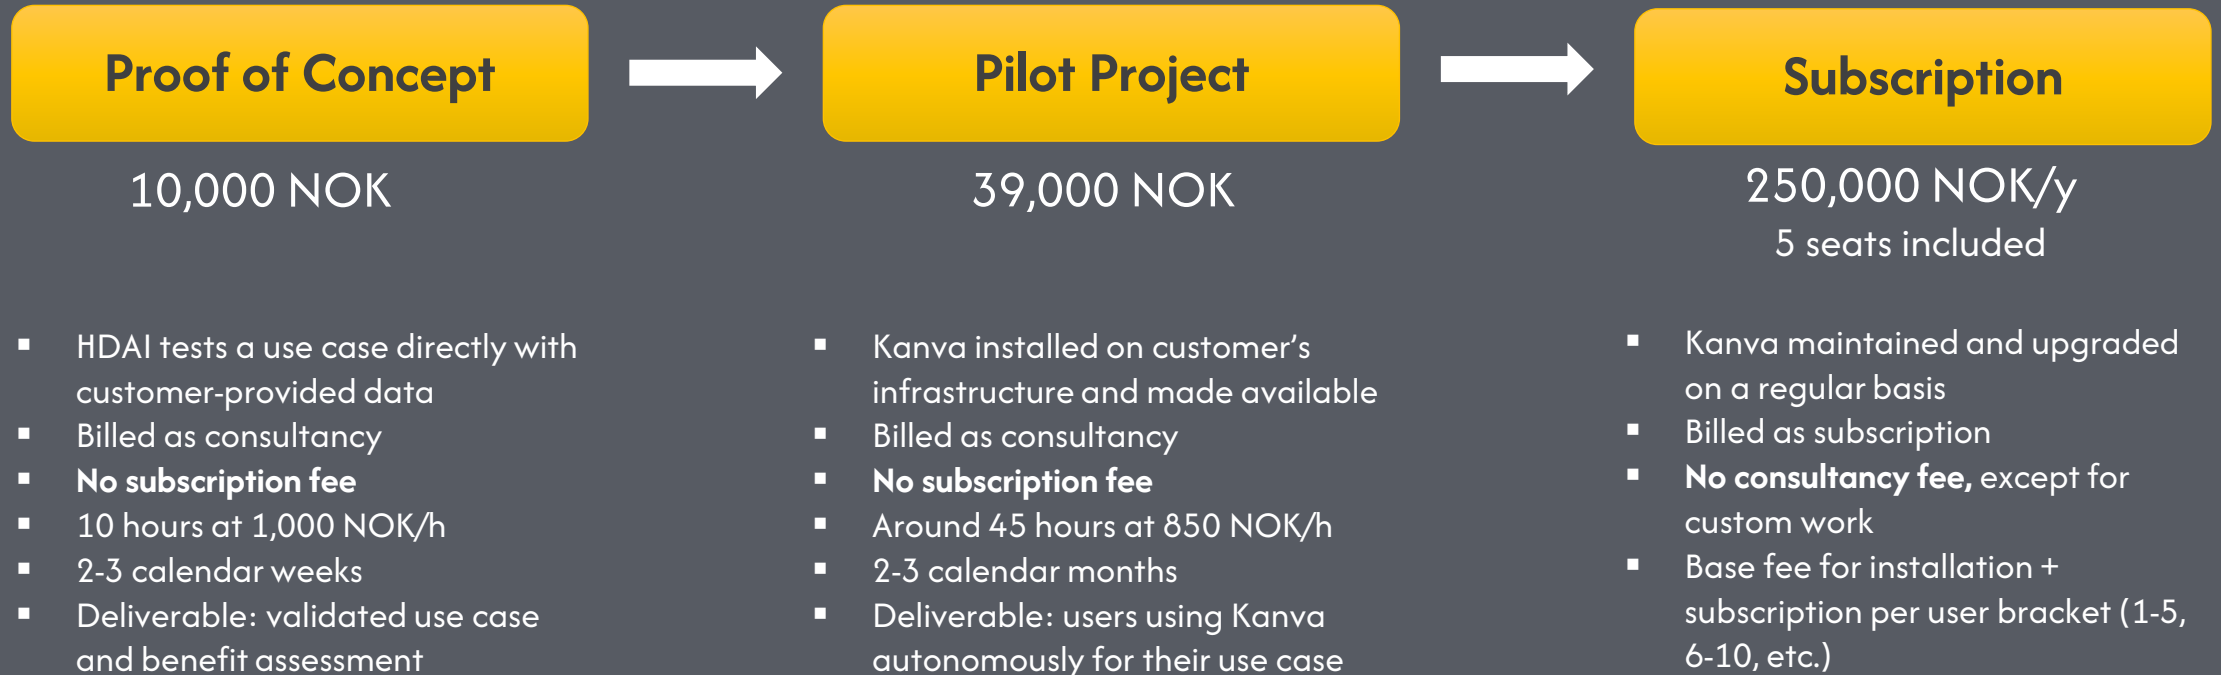 Proof of Concept
10,000 NOK
▪ HDAI tests a use case directly with
customer-provided data
▪ Billed as consultancy
▪ No subscription fee
▪ 10 hours at 1,000 NOK/h
▪ 2-3 calendar weeks
▪ Deliverable: validated use case
and benefit assessment
Pilot Project
39,000 NOK
▪ Kanva installed on customer’s
infrastructure and made available
▪ Billed as consultancy
▪ No subscription fee
▪ Around 45 hours at 850 NOK/h
▪ 2-3 calendar months
▪ Deliverable: users using Kanva
autonomously for their use case
Subscription
250,000 NOK/y
5 seats included
▪ Kanva maintained and upgraded
on a regular basis
▪ Billed as subscription
▪ No consultancy fee, except for
custom work
▪ Base fee for installation +
subscription per user bracket (1-5,
6-10, etc.)